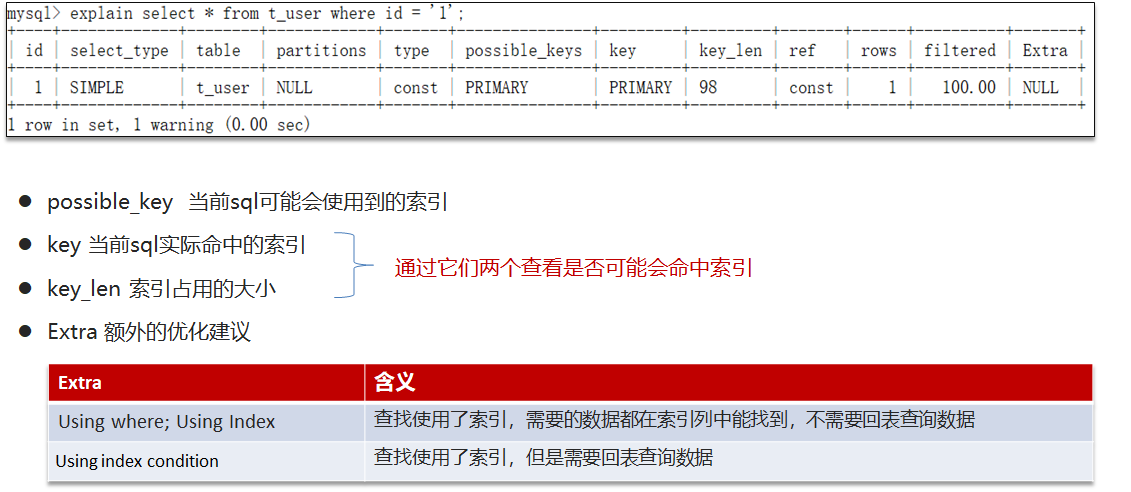 mysql> explain select * from t_user where id = '1';
| id | select_type | table | partitions | type | possible_keys | key | key_len | ref | rows | filtered | Extra |
| 1 | SIMPLE | t_user | NULL | const | PRIMARY | PRIMARY | 98 | const | 1 | 100.00 | NULL |
1 row in set, 1 warning (0.00 sec)
● possible_key 当前sql可能会使用到的索引
● key 当前sql实际命中的索引
通过它们两个查看是否可能会命中索引
● key_len 索引占用的大小
● Extra 额外的优化建议
Extra 含义
Using where; Using Index 查找使用了索引，需要的数据都在索引列中能找到，不需要回表查询数据
Using index condition 查找使用了索引，但是需要回表查询数据